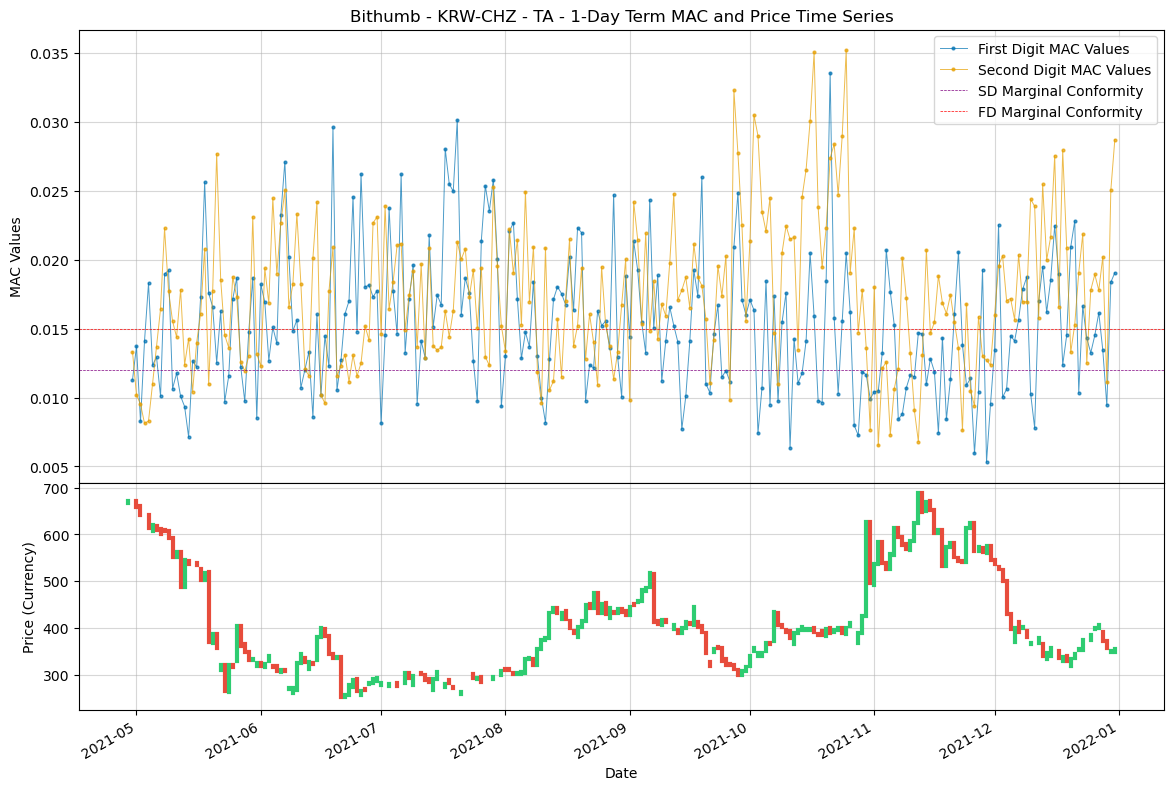 Bithumb - KRW-CHZ - TA - 1-Day Term MAC and Price Time Series
First Digit MAC Values
Second Digit MAC Values
SD Marginal Conformity
FD Marginal Conformity
MAC Values
0.035
0.030
0.025
0.020
0.015
0.010
0.005
Price (Currency)
700
600
500
400
300
2021-05
2021-06
2021-07
2021-08
2021-09
2021-10
2021-11
2021-12
2022-01
Date